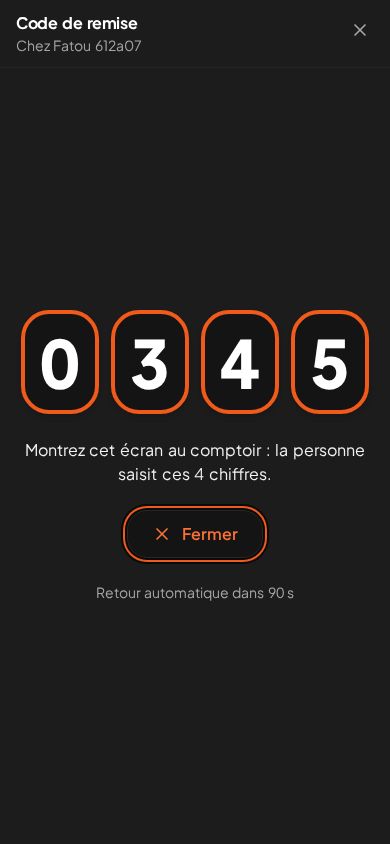 Code de remise
Chez Fatou 612a07
0 3 4 5
Montrez cet écran au comptoir : la personne
saisit ces 4 chiffres.
Fermer
Retour automatique dans 90 s